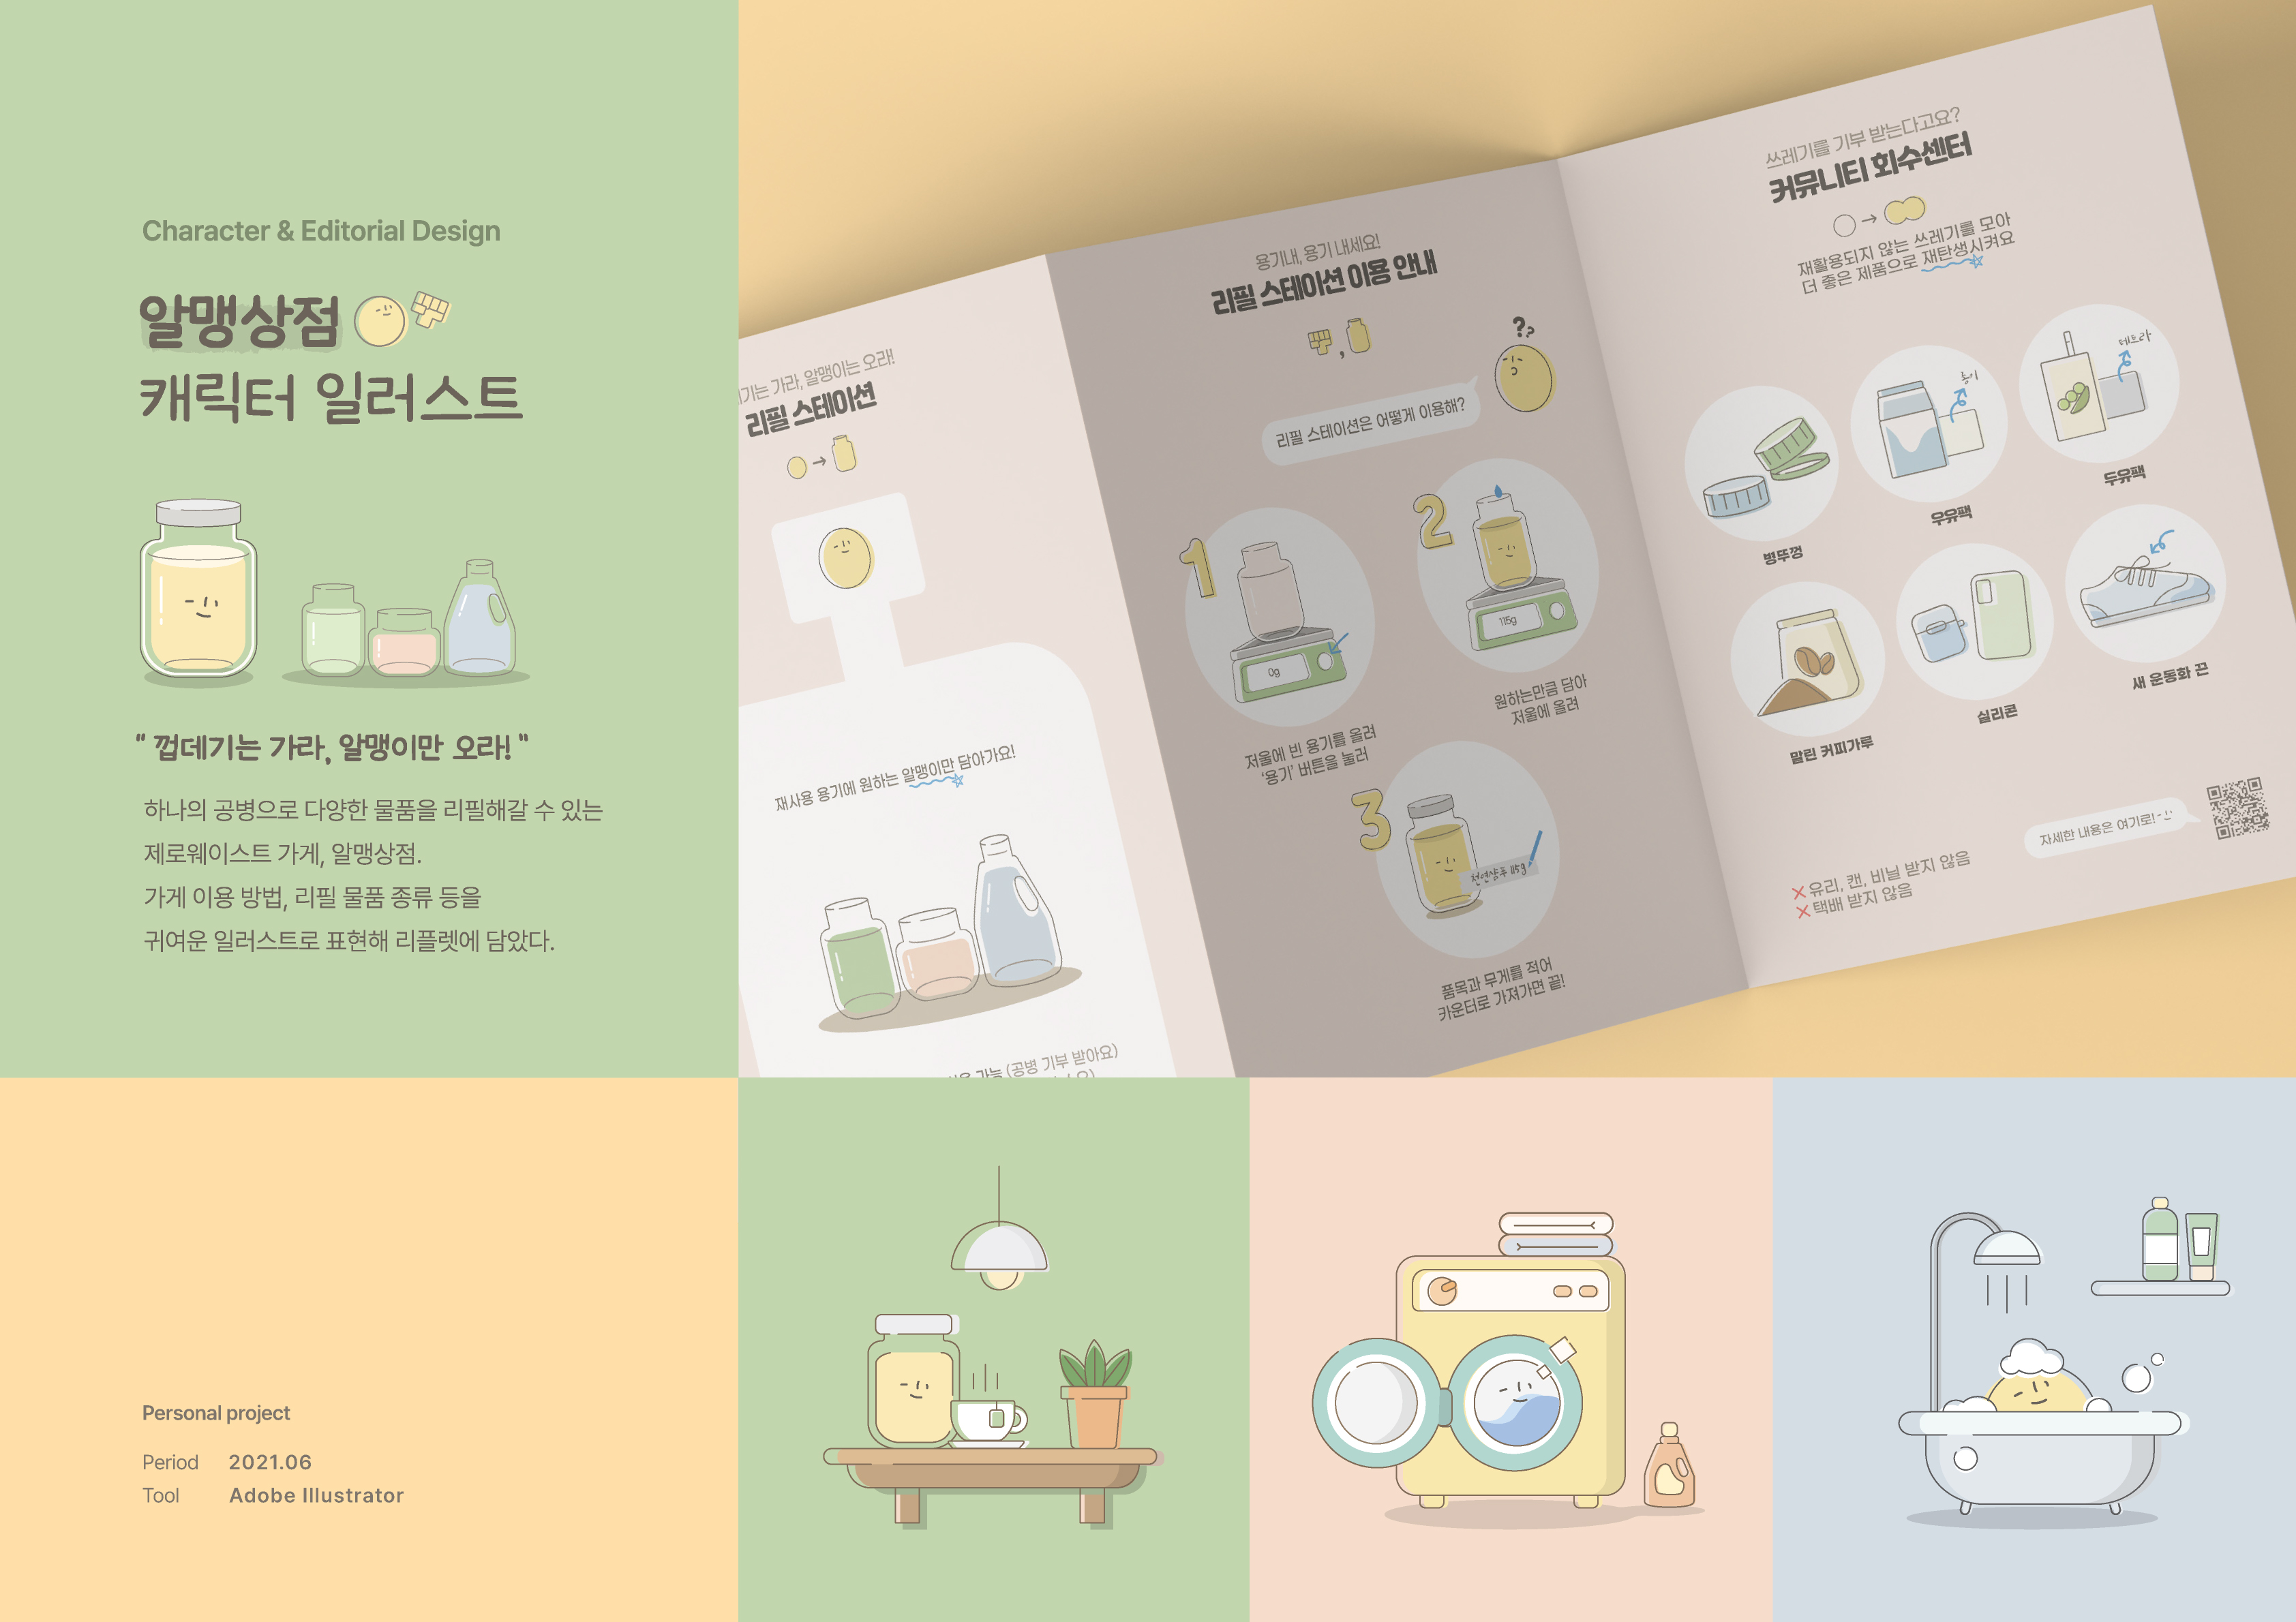 Character & Editorial Design
알맹상점
캐릭터 일러스트
" 껍데기는 가라, 알맹이만 오라! "
하나의 공병으로 다양한 물품을 리필해갈 수 있는
제로웨이스트 가게, 알맹상점.
가게 이용 방법, 리필 물품 종류 등을
귀여운 일러스트로 표현해 리플렛에 담았다.
기는 가라, 알맹이는 오라!
리필 스테이션
재사용 용기에 원하는 알맹이만 담아가요!
가능 (공병 기부 받아요)
용기내, 용기 내세요!
리필 스테이션 이용 안내
,
??
리필 스테이션은 어떻게 이용해?
1
0g
저울에 빈 용기를 올려
'용기' 버튼을 눌러
2
115g
원하는만큼 담아
저울에 올려
3
천연샴푸 115g
품목과 무게를 적어
카운터로 가져가면 끝!
쓰레기를 기부 받는다고요?
커뮤니티 회수센터
재활용되지 않는 쓰레기를 모아
더 좋은 제품으로 재탄생시켜요
병뚜껑
종이
우유팩
테트라
두유팩
말린 커피가루
실리콘
새 운동화 끈
자세한 내용은 여기로!
유리, 캔, 비닐 받지 않음
택배 받지 않음
Personal project
Period 2021.06
Tool Adobe Illustrator